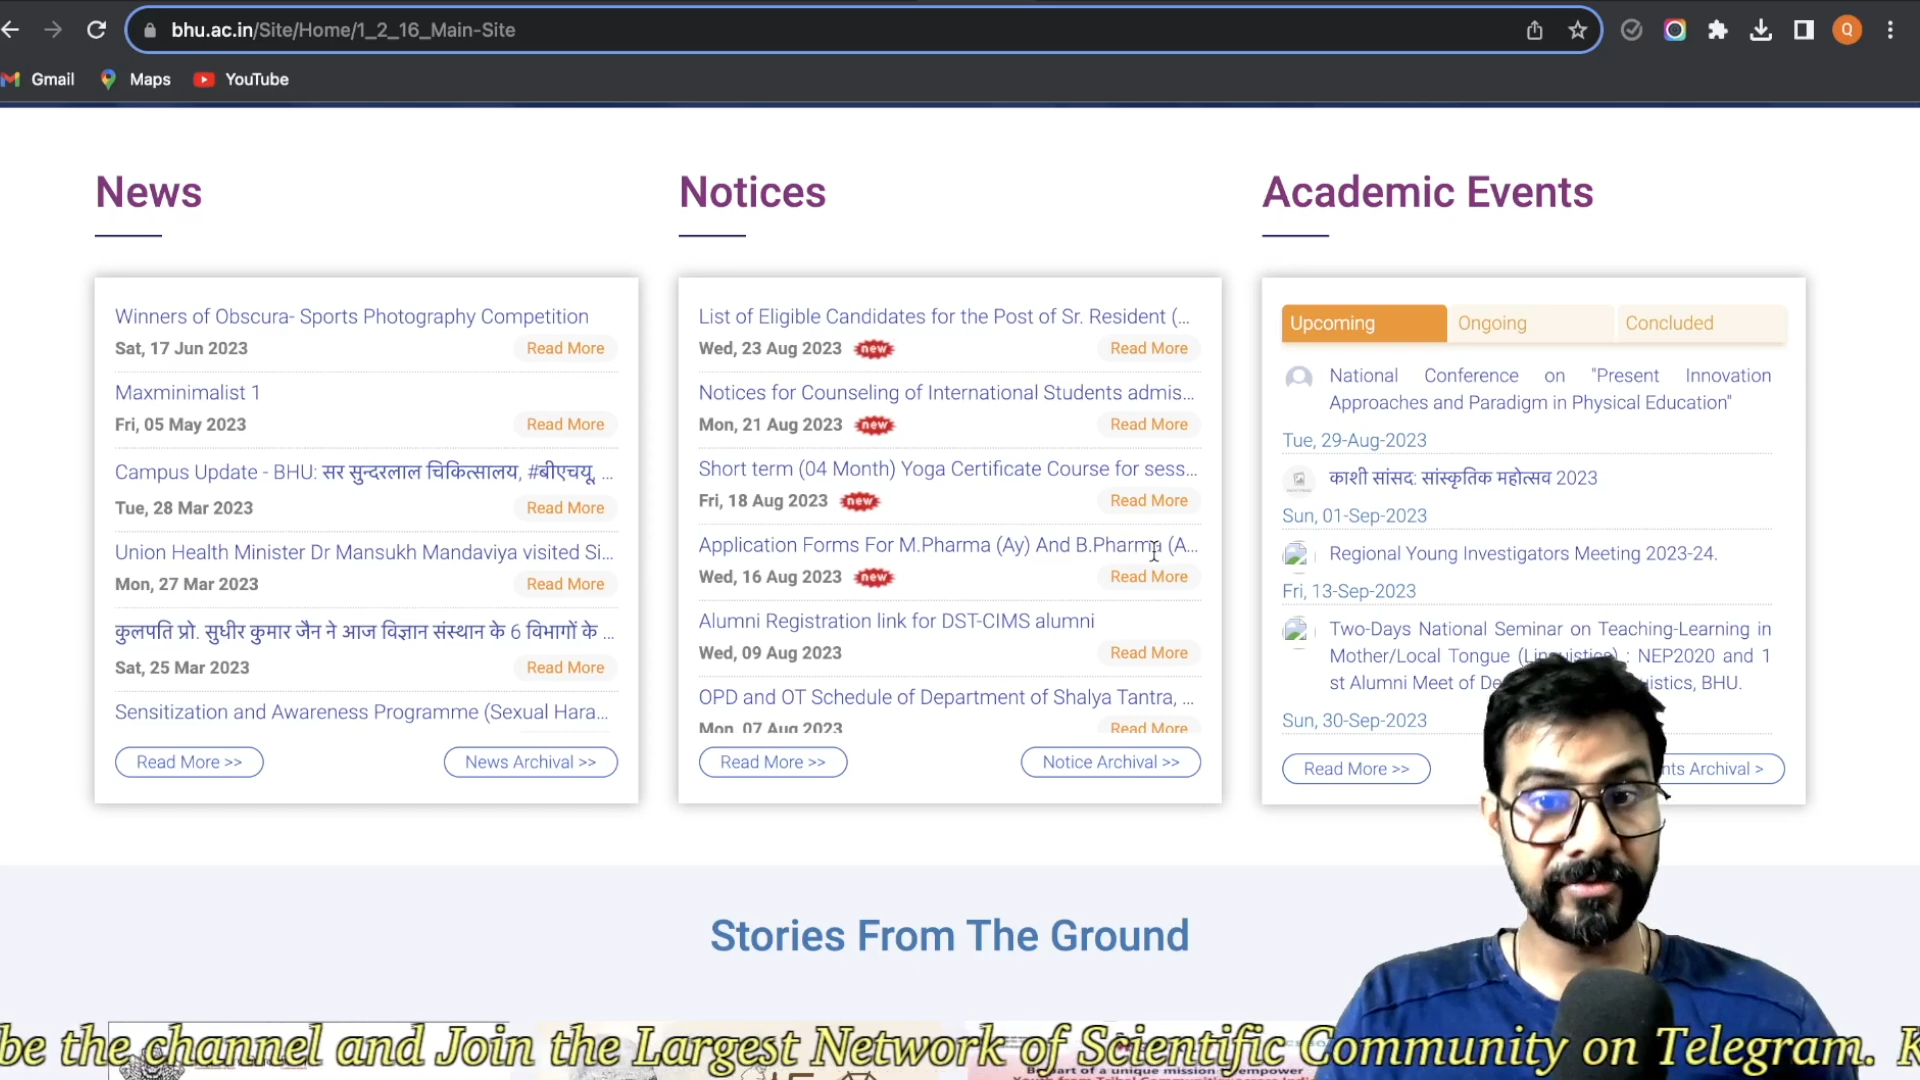 bhu.ac.in/Site/Home/1_2_16_Main-Site
Q
Gmail
Maps
YouTube
News
Winners of Obscura- Sports Photography Competition
Sat, 17 Jun 2023
Read More
Maxminimalist 1
Fri, 05 May 2023
Read More
Campus Update - BHU: सर सुन्दरलाल चिकित्सालय, #बीएचयू, ...
Tue, 28 Mar 2023
Read More
Union Health Minister Dr Mansukh Mandaviya visited Si...
Mon, 27 Mar 2023
Read More
कुलपति प्रो. सुधीर कुमार जैन ने आज विज्ञान संस्थान के 6 विभागों के ...
Sat, 25 Mar 2023
Read More
Sensitization and Awareness Programme (Sexual Hara...
Read More >>
News Archival >>
Notices
List of Eligible Candidates for the Post of Sr. Resident (...
Wed, 23 Aug 2023 new
Read More
Notices for Counseling of International Students admis...
Mon, 21 Aug 2023 new
Read More
Short term (04 Month) Yoga Certificate Course for sess...
Fri, 18 Aug 2023 new
Read More
Application Forms For M.Pharma (Ay) And B.Pharma (A...
Wed, 16 Aug 2023 new
Read More
Alumni Registration link for DST-CIMS alumni
Wed, 09 Aug 2023
Read More
OPD and OT Schedule of Department of Shalya Tantra, ...
Mon, 07 Aug 2023
Read More
Read More >>
Notice Archival >>
Academic Events
Upcoming
Ongoing
Concluded
National Conference on "Present Innovation
Approaches and Paradigm in Physical Education"
Tue, 29-Aug-2023
काशी सांसद: सांस्कृतिक महोत्सव 2023
Sun, 01-Sep-2023
Regional Young Investigators Meeting 2023-24.
Fri, 13-Sep-2023
Two-Days National Seminar on Teaching-Learning in
Mother/Local Tongue (Linguistics) : NEP2020 and 1
st Alumni Meet of uistics, BHU.
Sun, 30-Sep-2023
Read More >>
nts Archival >
Stories From The Ground
be the channel and Join the Largest Network of Scientific Community on Telegram. K